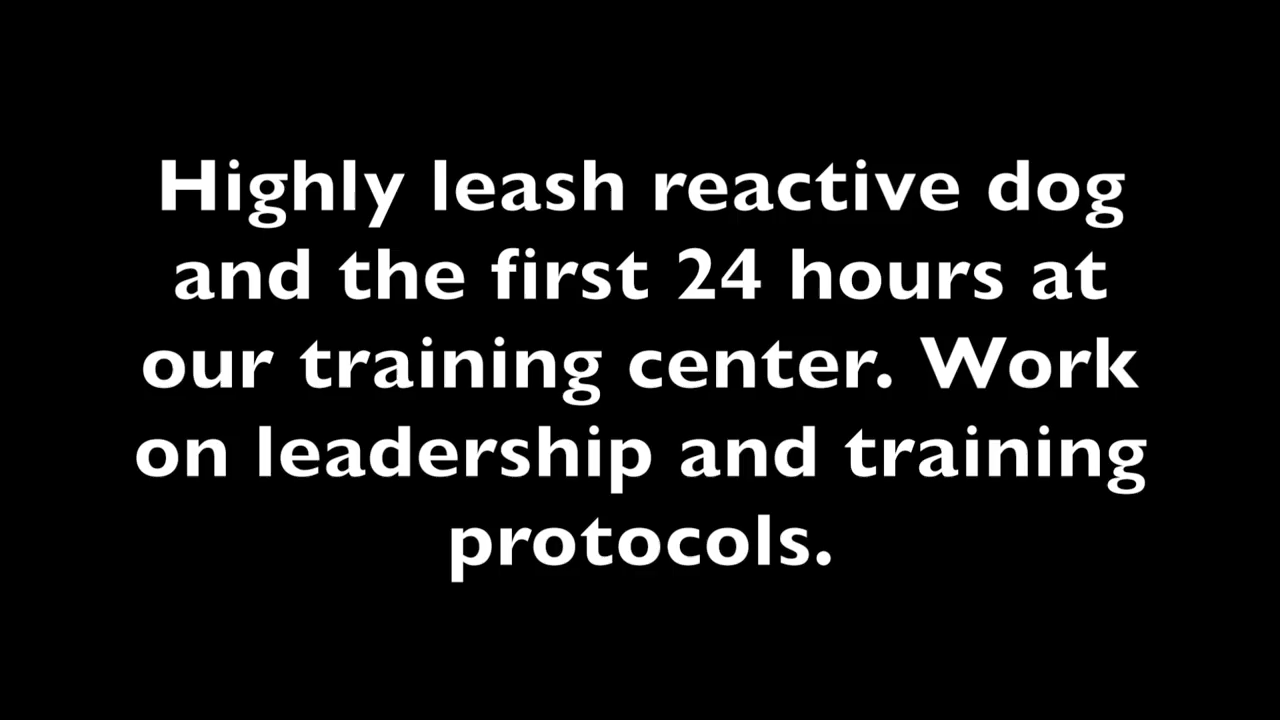 Highly leash reactive dog
and the first 24 hours at
our training center. Work
on leadership and training
protocols.